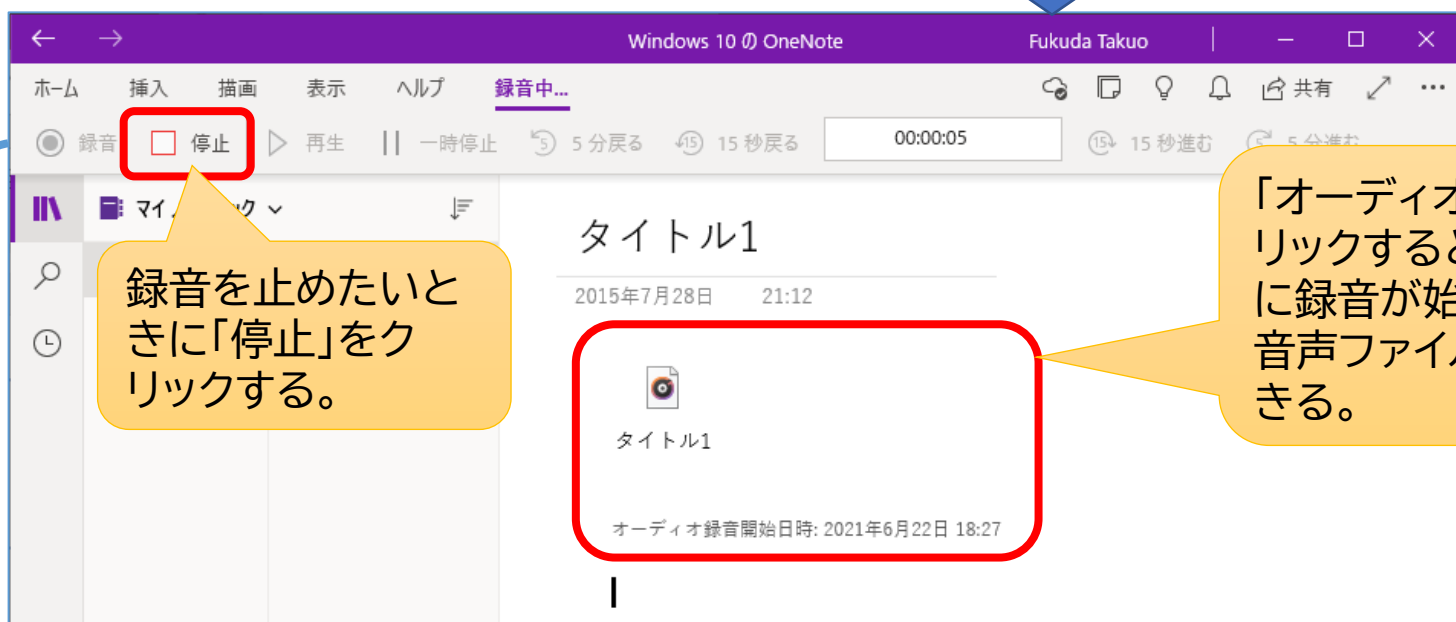 Windows 10 の OneNote
Fukuda Takuo
ホーム 挿入 描画 表示 ヘルプ 録音中... 共有
録音 停止 再生 一時停止 5 分戻る 15 秒戻る 00:00:05 15 秒進む 5 分進む
マイ
録音を止めたいと
きに「停止」をク
リックする。
タイトル1
2015年7月28日 21:12
タイトル1
オーディオ録音開始日時: 2021年6月22日 18:27
「オーディオ
リックすると
に録音が始
音声ファイル
きる。